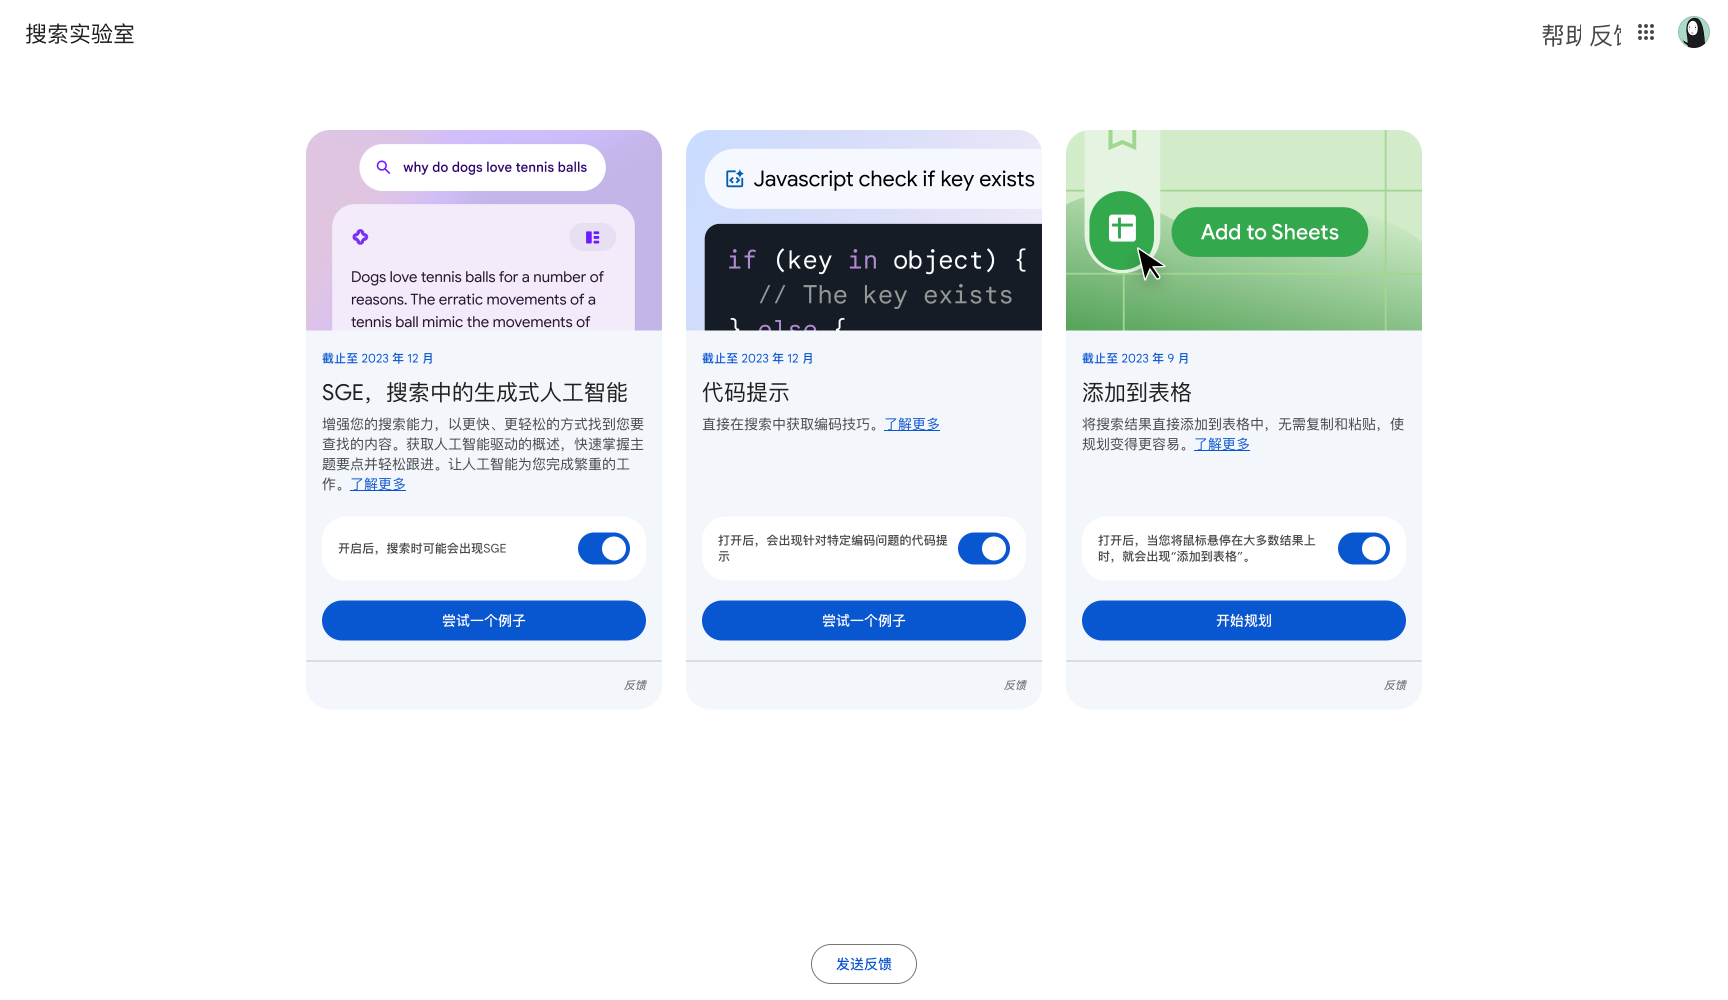 搜索实验室
帮助 反馈
why do dogs love tennis balls
Dogs love tennis balls for a number of
reasons. The erratic movements of a
tennis ball mimic the movements of
截止至 2023 年 12 月
SGE，搜索中的生成式人工智能
增强您的搜索能力，以更快、更轻松的方式找到您要
查找的内容。获取人工智能驱动的概述，快速掌握主
题要点并轻松跟进。让人工智能为您完成繁重的工
作。了解更多
开启后，搜索时可能会出现SGE
尝试一个例子
反馈
Javascript check if key exists
if (key in object) {
// The key exists
} else {
截止至 2023 年 12 月
代码提示
直接在搜索中获取编码技巧。了解更多
打开后，会出现针对特定编码问题的代码提
示
尝试一个例子
反馈
Add to Sheets
截止至 2023 年 9 月
添加到表格
将搜索结果直接添加到表格中，无需复制和粘贴，使
规划变得更容易。了解更多
打开后，当您将鼠标悬停在大多数结果上
时，就会出现“添加到表格”。
开始规划
反馈
发送反馈